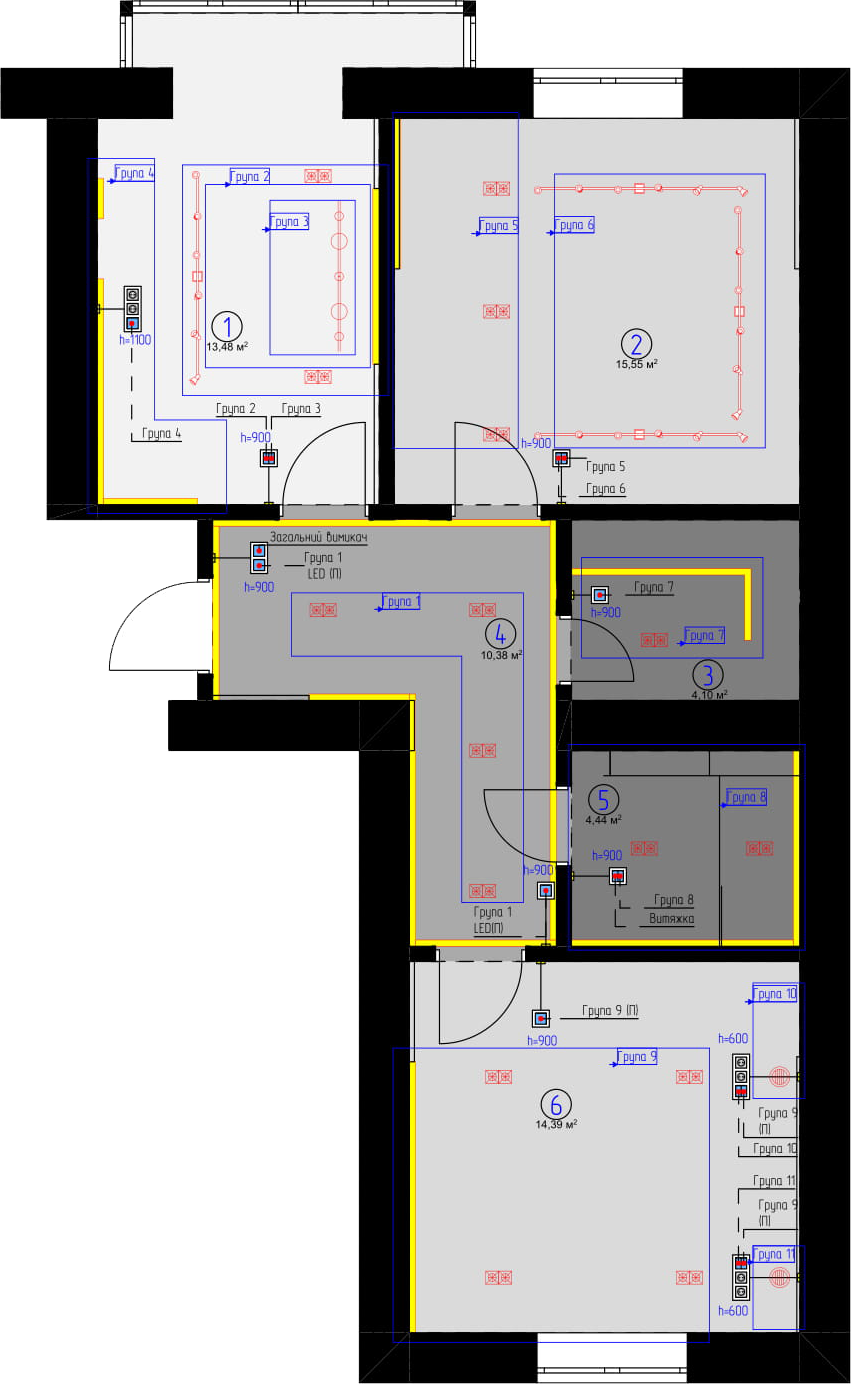 Група 4
Група 2
Група 3
h=1100
1
13,48 м²
Група 4
Група 2
Група 3
h=900
Група 5
Група 6
2
15,55 м²
h=900
Група 5
Група 6
Загальний вимикач
Група 1
LED (П)
h=900
Група 1
4
10,38 м²
Група 7
h=900
Група 7
3
4,10 м²
5
4,44 м²
Група 8
h=900
Група 8
Витяжка
h=900
Група 1
LED(П)
Група 9 (П)
h=900
Група 10
h=600
Група 9
6
14,39 м²
Група 9
(П)
Група 10
Група 11
Група 9
(П)
Група 11
h=600